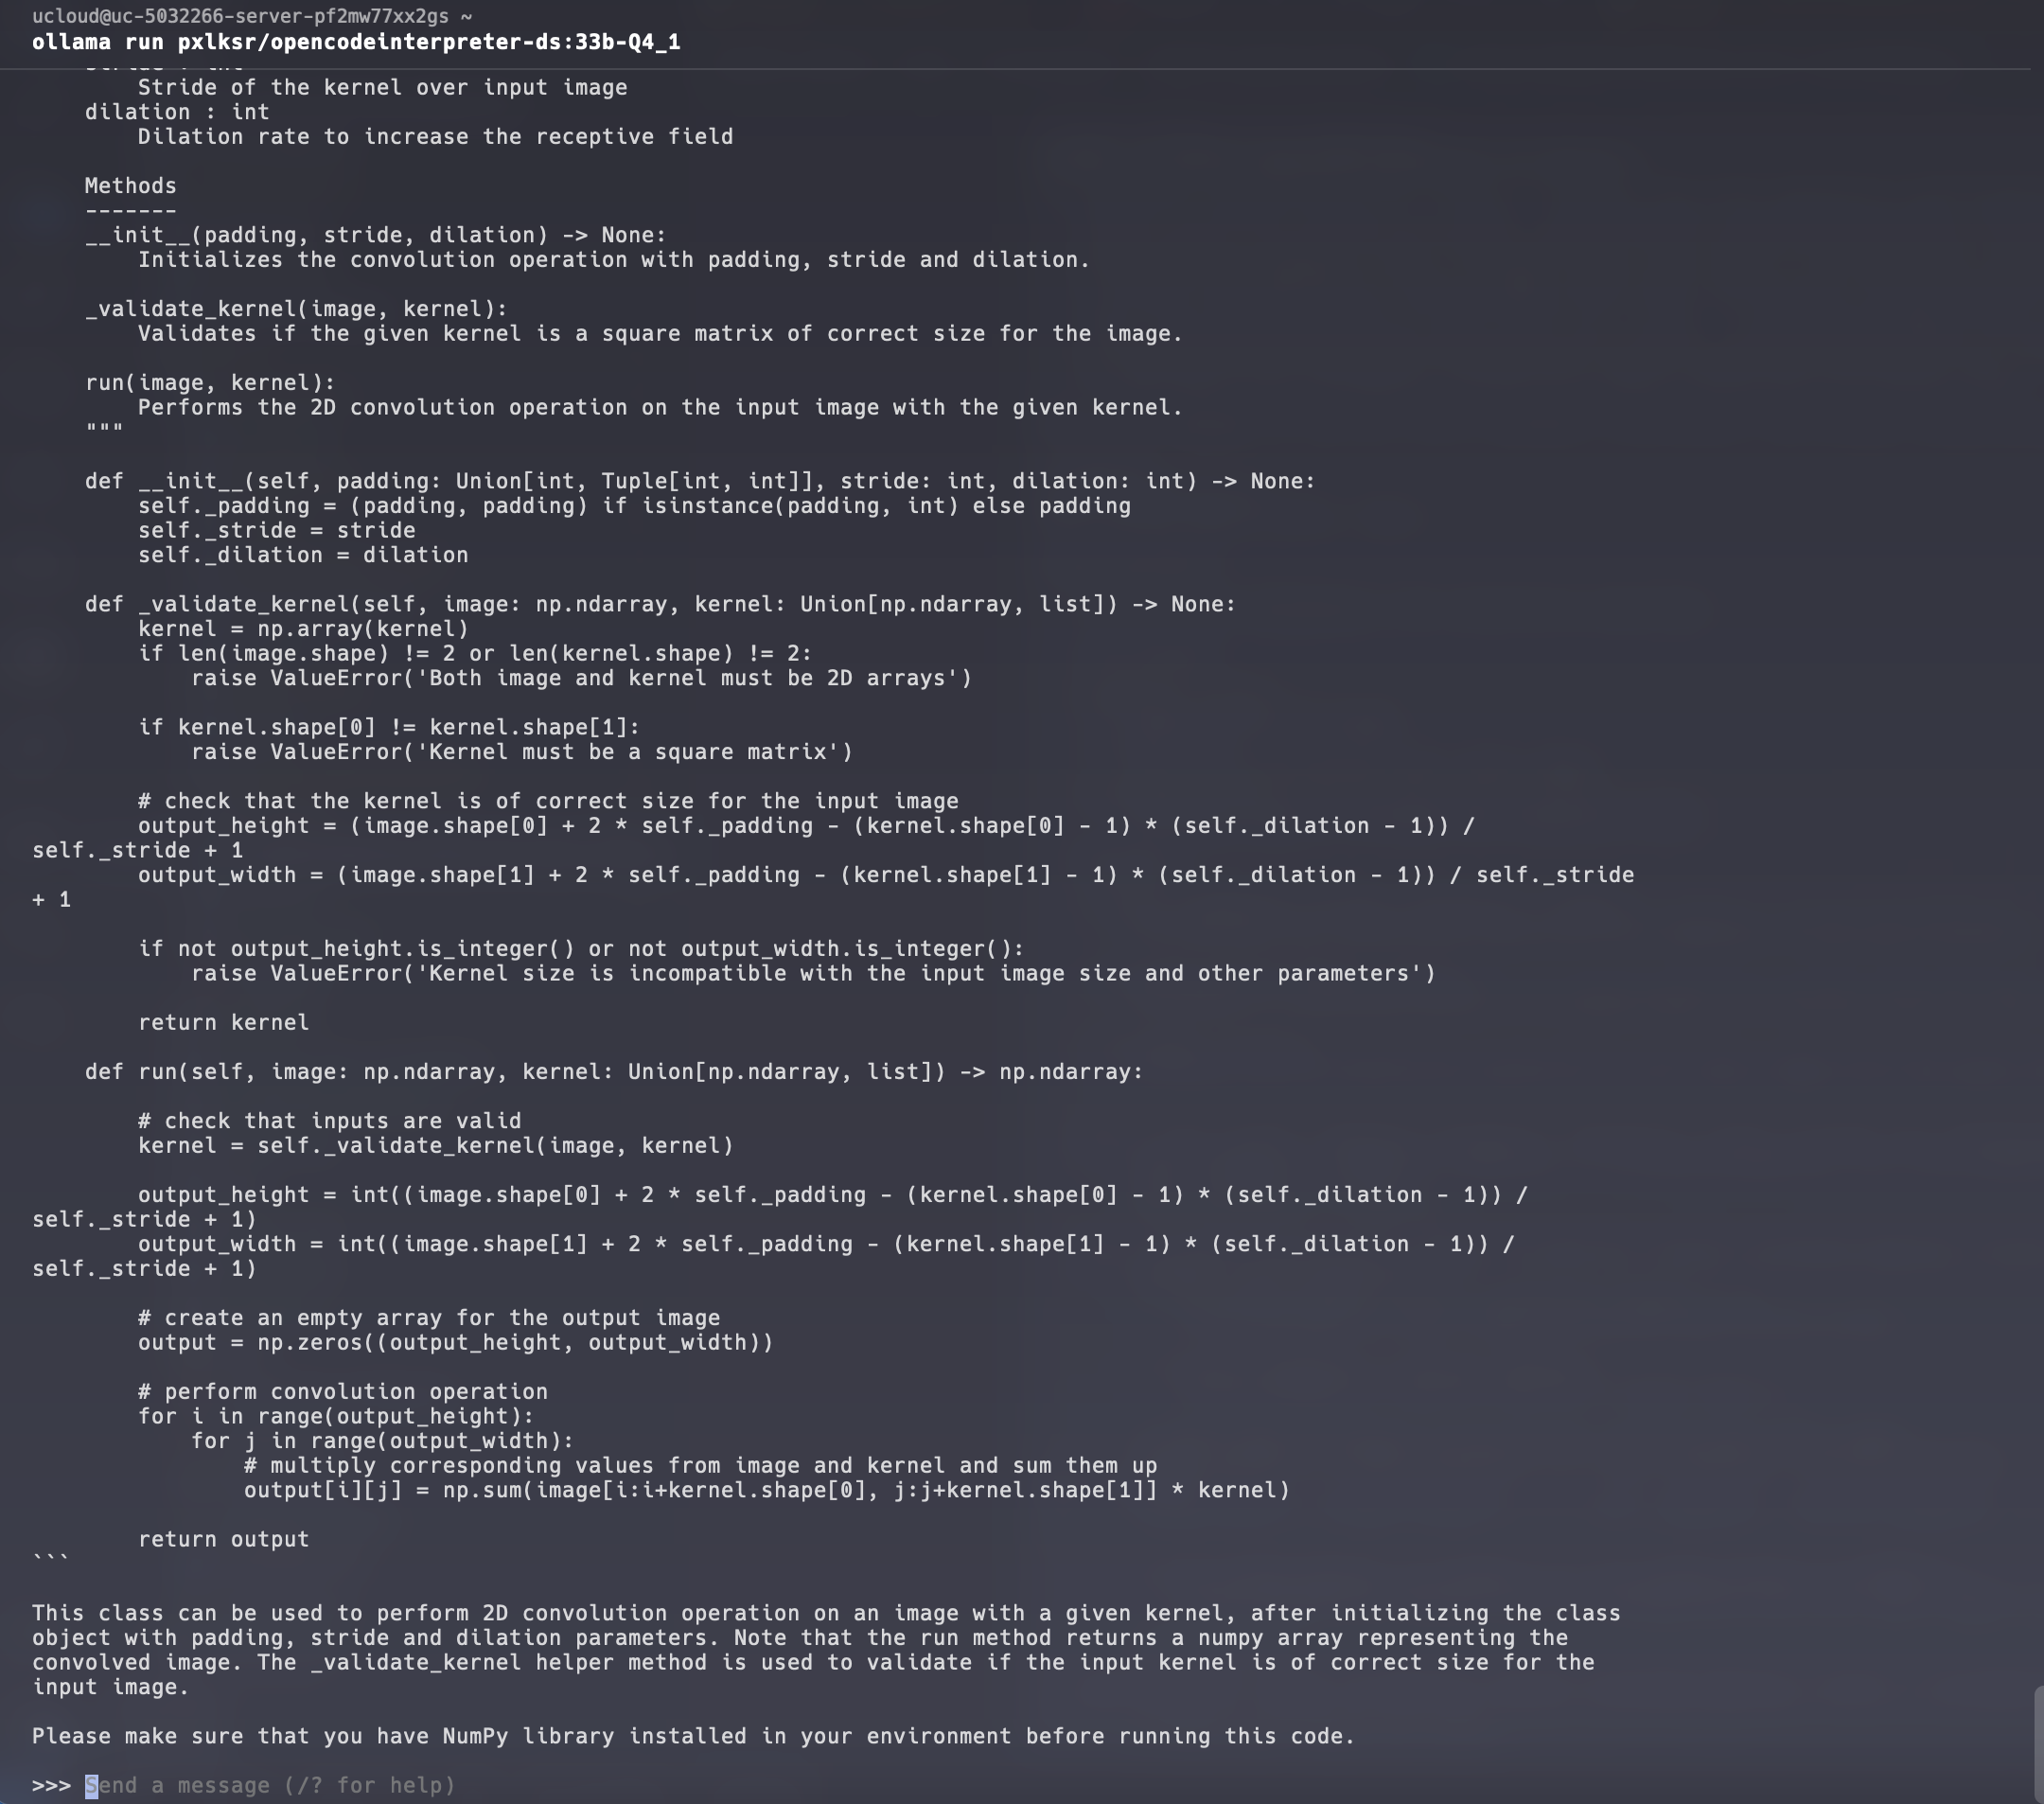 ucloud@uc-5032266-server-pf2mw77xx2gs ~
ollama run pxlksr/opencodeinterpreter-ds:33b-Q4_1
        Stride of the kernel over input image
    dilation : int
        Dilation rate to increase the receptive field

    Methods
    -------
    __init__(padding, stride, dilation) -> None:
        Initializes the convolution operation with padding, stride and dilation.

    _validate_kernel(image, kernel):
        Validates if the given kernel is a square matrix of correct size for the image.

    run(image, kernel):
        Performs the 2D convolution operation on the input image with the given kernel.
    """

    def __init__(self, padding: Union[int, Tuple[int, int]], stride: int, dilation: int) -> None:
        self._padding = (padding, padding) if isinstance(padding, int) else padding
        self._stride = stride
        self._dilation = dilation

    def _validate_kernel(self, image: np.ndarray, kernel: Union[np.ndarray, list]) -> None:
        kernel = np.array(kernel)
        if len(image.shape) != 2 or len(kernel.shape) != 2:
            raise ValueError('Both image and kernel must be 2D arrays')

        if kernel.shape[0] != kernel.shape[1]:
            raise ValueError('Kernel must be a square matrix')

        # check that the kernel is of correct size for the input image
        output_height = (image.shape[0] + 2 * self._padding - (kernel.shape[0] - 1) * (self._dilation - 1)) /
self._stride + 1
        output_width = (image.shape[1] + 2 * self._padding - (kernel.shape[1] - 1) * (self._dilation - 1)) / self._stride
+ 1

        if not output_height.is_integer() or not output_width.is_integer():
            raise ValueError('Kernel size is incompatible with the input image size and other parameters')

        return kernel

    def run(self, image: np.ndarray, kernel: Union[np.ndarray, list]) -> np.ndarray:

        # check that inputs are valid
        kernel = self._validate_kernel(image, kernel)

        output_height = int((image.shape[0] + 2 * self._padding - (kernel.shape[0] - 1) * (self._dilation - 1)) /
self._stride + 1)
        output_width = int((image.shape[1] + 2 * self._padding - (kernel.shape[1] - 1) * (self._dilation - 1)) /
self._stride + 1)

        # create an empty array for the output image
        output = np.zeros((output_height, output_width))

        # perform convolution operation
        for i in range(output_height):
            for j in range(output_width):
                # multiply corresponding values from image and kernel and sum them up
                output[i][j] = np.sum(image[i:i+kernel.shape[0], j:j+kernel.shape[1]] * kernel)

        return output
```

This class can be used to perform 2D convolution operation on an image with a given kernel, after initializing the class
object with padding, stride and dilation parameters. Note that the run method returns a numpy array representing the
convolved image. The _validate_kernel helper method is used to validate if the input kernel is of correct size for the
input image.

Please make sure that you have NumPy library installed in your environment before running this code.

>>> Send a message (/? for help)